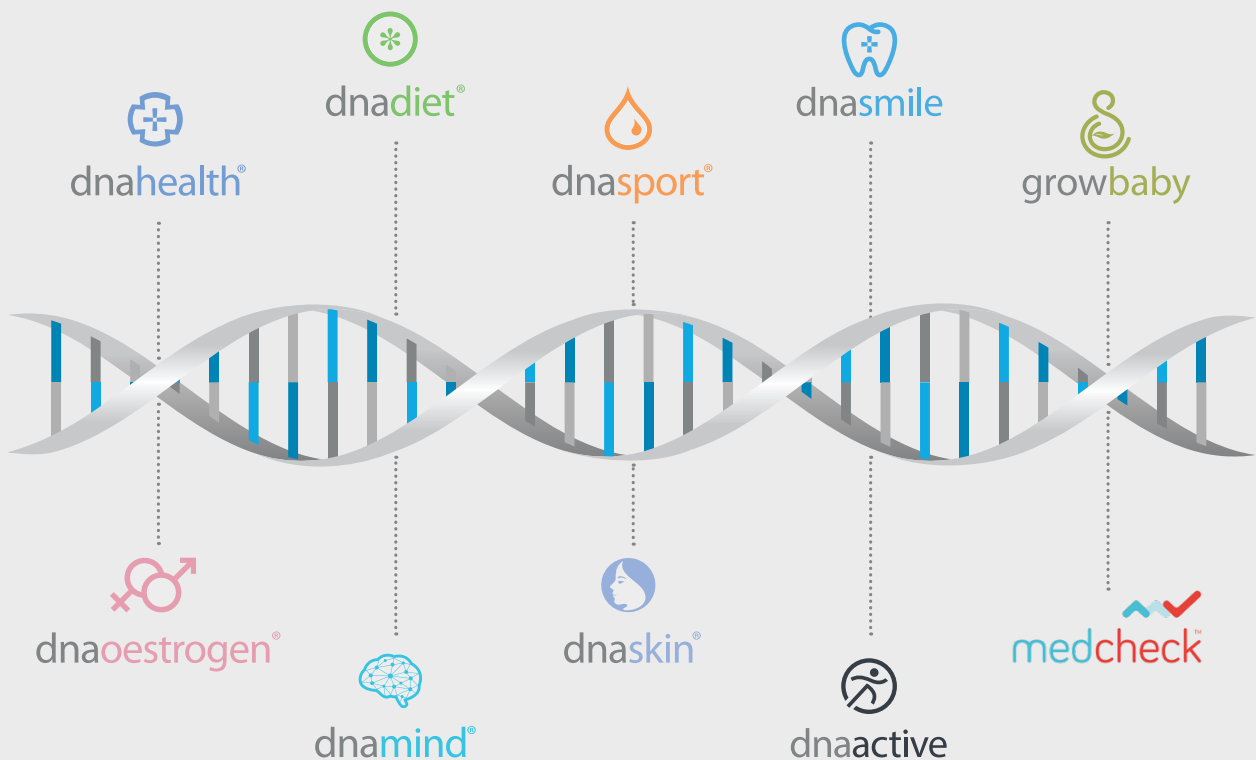 dnadiet®
dnasmile
dnahealth®
dnasport®
growbaby
dnaoestrogen®
dnaskin®
medcheck™
dnamind®
dnaactive